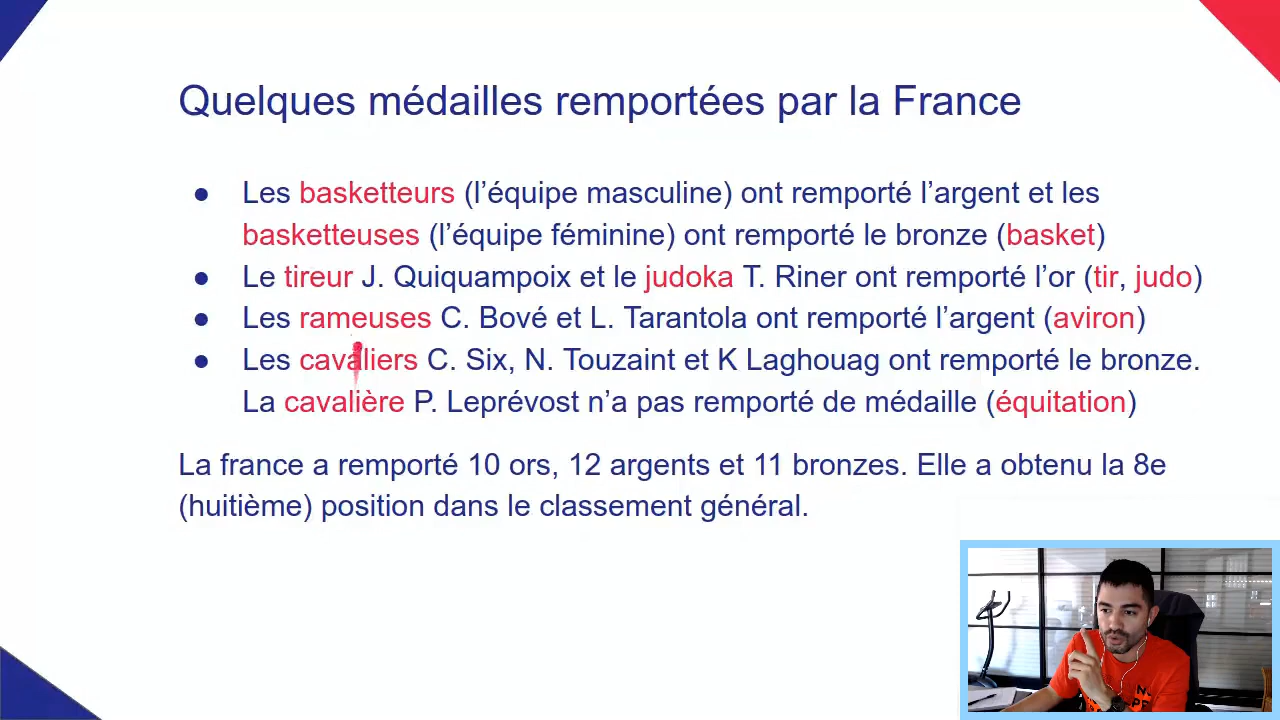 Quelques médailles remportées par la France
● Les basketteurs (l’équipe masculine) ont remporté l’argent et les
basketteuses (l’équipe féminine) ont remporté le bronze (basket)
● Le tireur J. Quiquampoix et le judoka T. Riner ont remporté l’or (tir, judo)
● Les rameuses C. Bové et L. Tarantola ont remporté l’argent (aviron)
● Les cavaliers C. Six, N. Touzaint et K Laghouag ont remporté le bronze.
La cavalière P. Leprévost n’a pas remporté de médaille (équitation)
La france a remporté 10 ors, 12 argents et 11 bronzes. Elle a obtenu la 8e
(huitième) position dans le classement général.